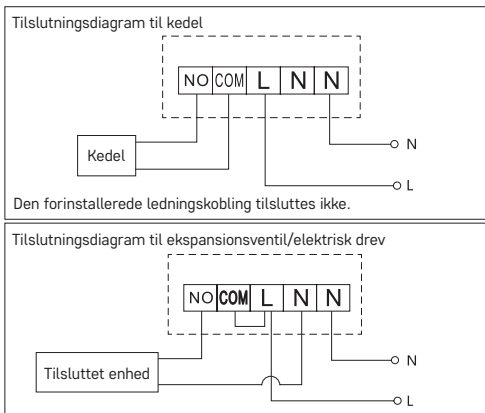 Tilslutningsdiagram til kedel
NO COM L N N
Kedel
N
L
Den forinstallerede ledningskobling tilsluttes ikke.
Tilslutningsdiagram til ekspansionsventil/elektrisk drev
NO COM L N N
Tilsluttet enhed
N
L